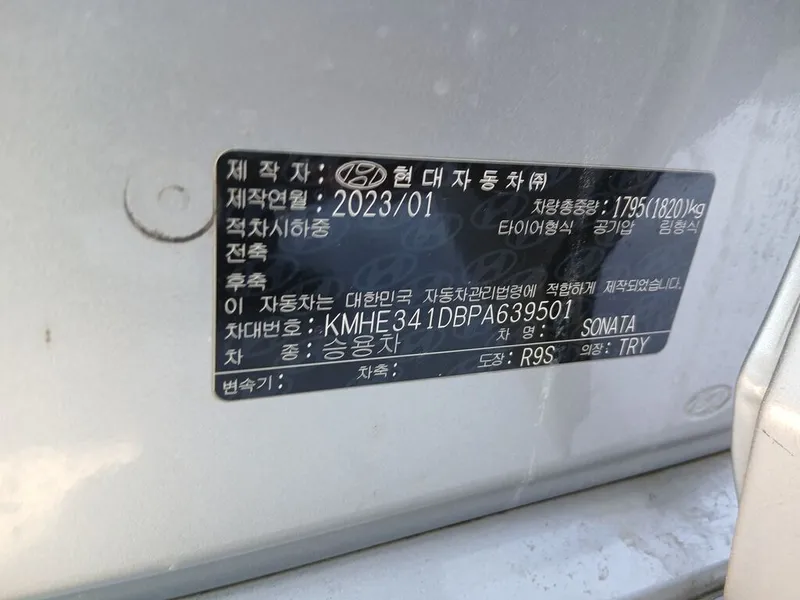 제 작 자 : 현대자동차(주)
제작연월 : 2023/01 차량총중량 : 1795(1820)kg
적차시하중 타이어형식 공기압 림형식
전축
후축
이 자동차는 대한민국 자동차관리법령에 적합하게 제작되었습니다.
차대번호 : KMHE341DBPA639501 차 명 : SONATA
차 종 : 승용차 도장 : R9S 의장 : TRY
변속기 : 차축 :